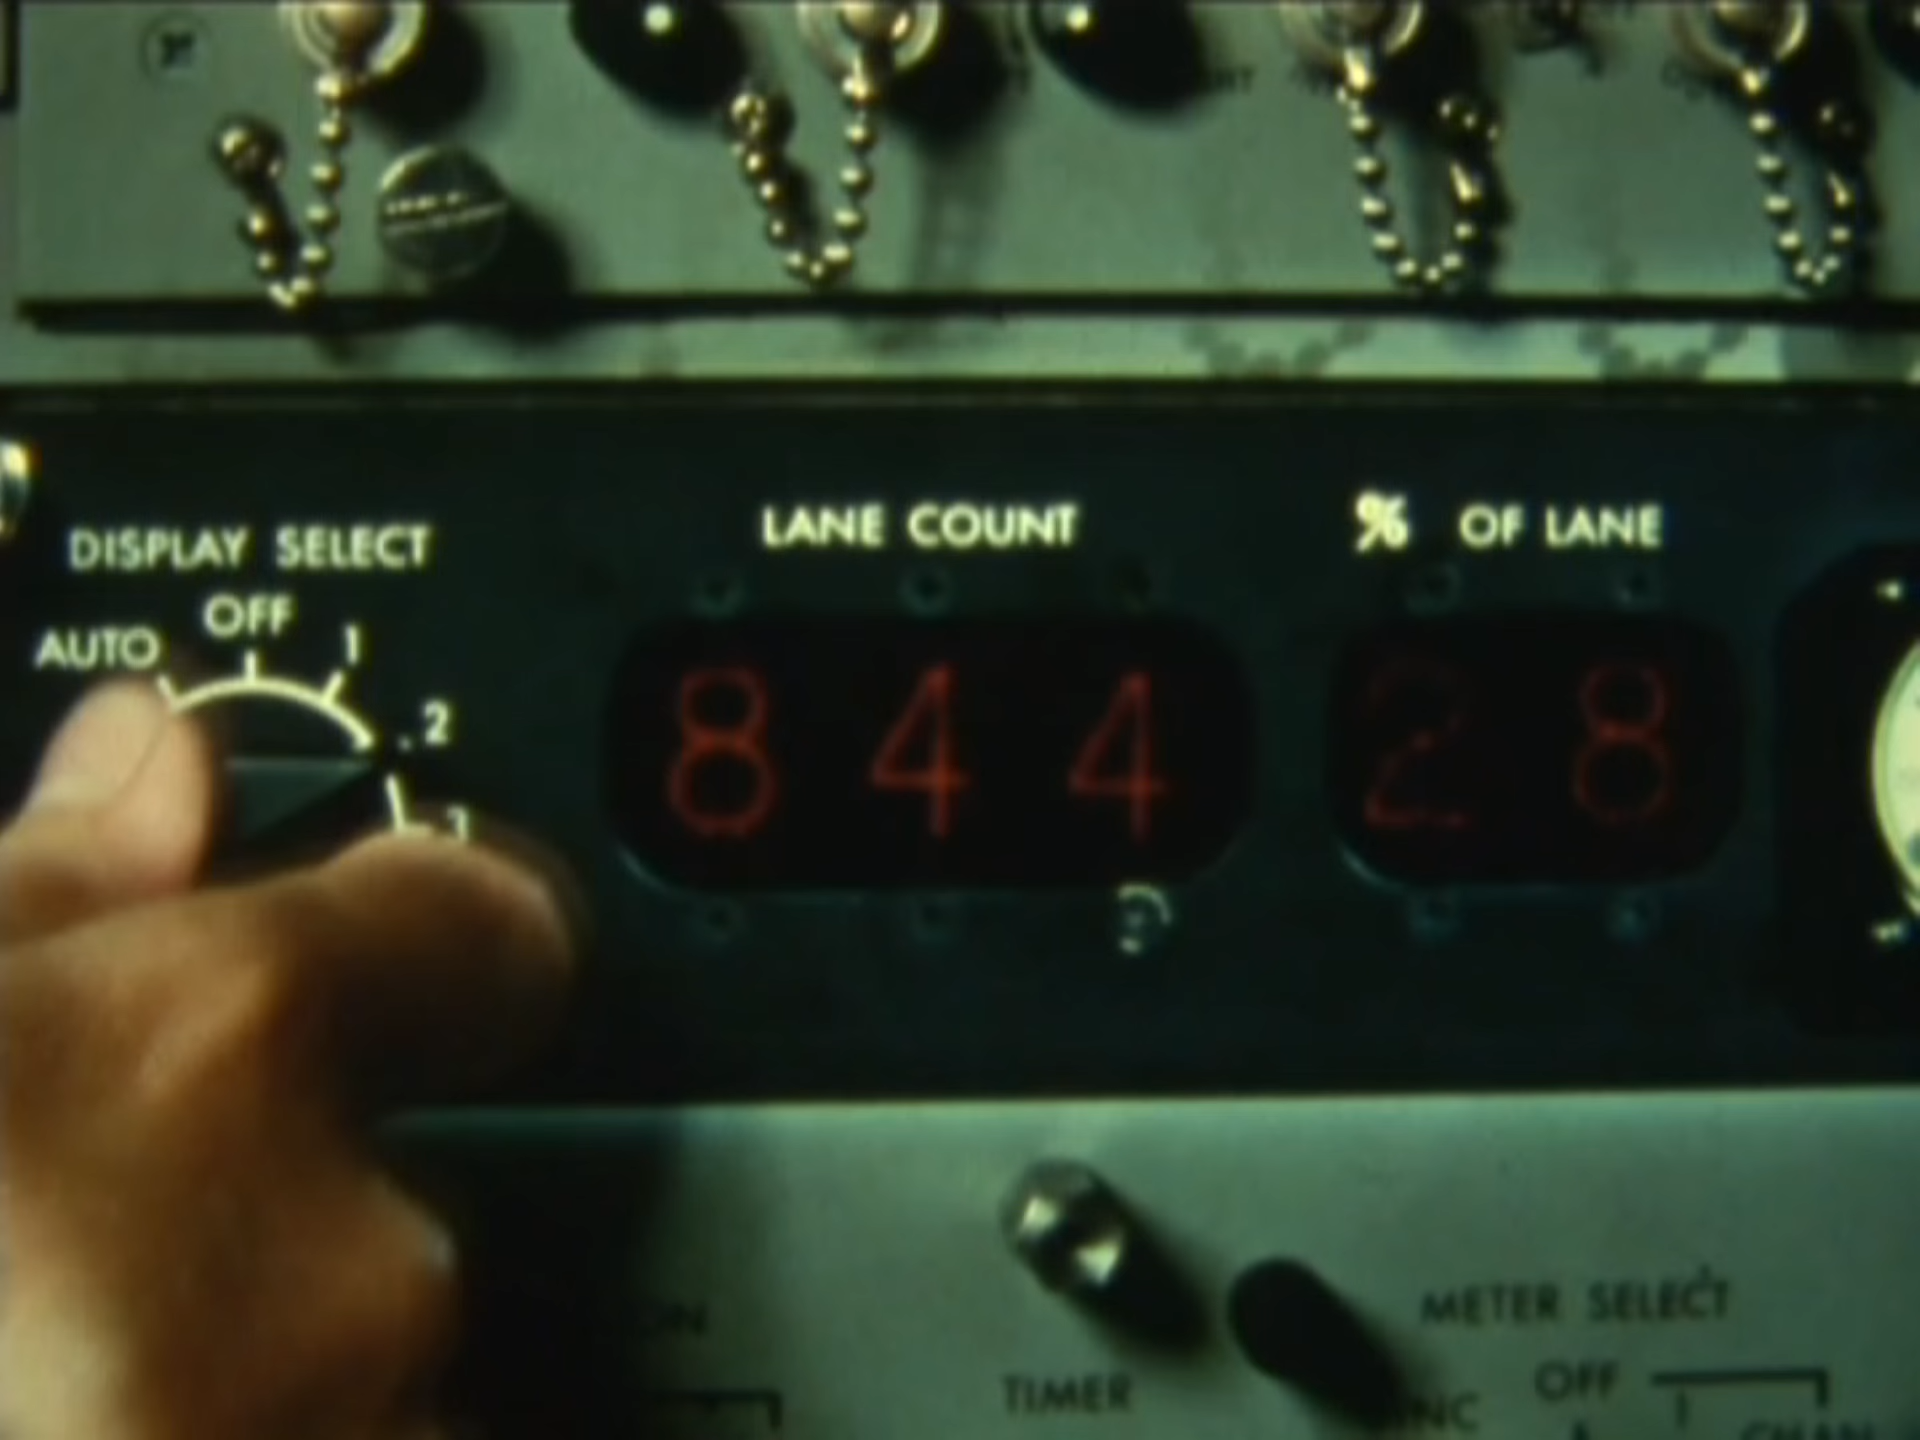 DISPLAY SELECT
AUTO
OFF
1
2
LANE COUNT
844
% OF LANE
28
TIMER
METER SELECT
OFF